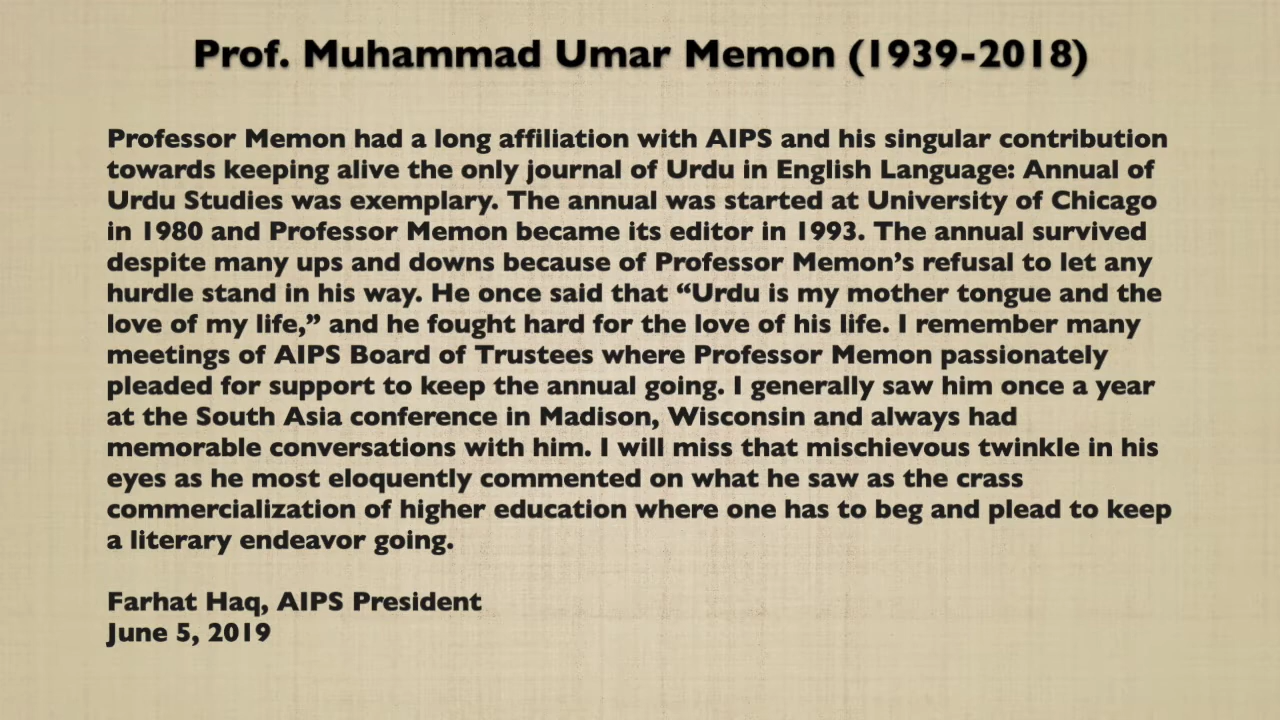 Prof. Muhammad Umar Memon (1939-2018)
Professor Memon had a long affiliation with AIPS and his singular contribution
towards keeping alive the only journal of Urdu in English Language: Annual of
Urdu Studies was exemplary. The annual was started at University of Chicago
in 1980 and Professor Memon became its editor in 1993. The annual survived
despite many ups and downs because of Professor Memon’s refusal to let any
hurdle stand in his way. He once said that “Urdu is my mother tongue and the
love of my life,” and he fought hard for the love of his life. I remember many
meetings of AIPS Board of Trustees where Professor Memon passionately
pleaded for support to keep the annual going. I generally saw him once a year
at the South Asia conference in Madison, Wisconsin and always had
memorable conversations with him. I will miss that mischievous twinkle in his
eyes as he most eloquently commented on what he saw as the crass
commercialization of higher education where one has to beg and plead to keep
a literary endeavor going.
Farhat Haq, AIPS President
June 5, 2019